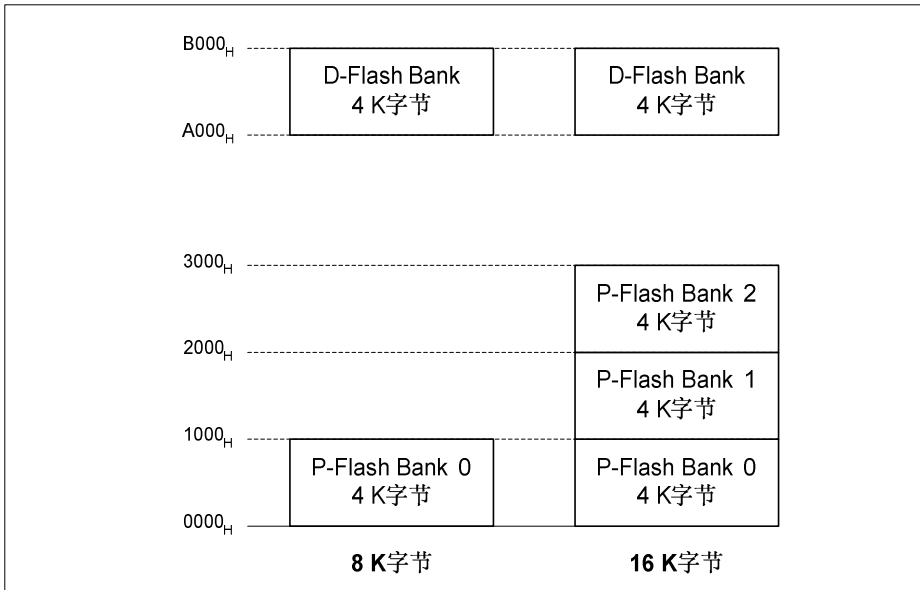 B000H
D-Flash Bank
4 K字节
D-Flash Bank
4 K字节
A000H
3000H
P-Flash Bank 2
4 K字节
2000H
P-Flash Bank 1
4 K字节
1000H
P-Flash Bank 0
4 K字节
P-Flash Bank 0
4 K字节
0000H
8 K字节
16 K字节